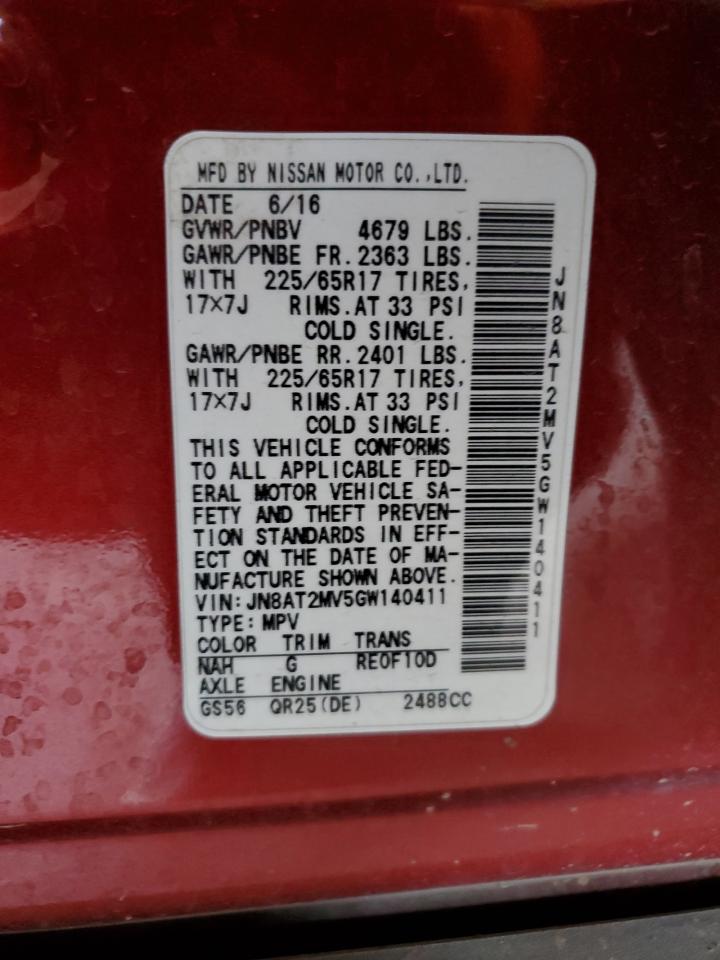 MFD BY NISSAN MOTOR CO.,LTD.
DATE 6/16
GVWR/PNBV 4679 LBS.
GAWR/PNBE FR. 2363 LBS.
WITH 225/65R17 TIRES,
17×7J RIMS. AT 33 PSI
COLD SINGLE.
GAWR/PNBE RR. 2401 LBS.
WITH 225/65R17 TIRES,
17×7J RIMS. AT 33 PSI
COLD SINGLE.
THIS VEHICLE CONFORMS
TO ALL APPLICABLE FED-
ERAL MOTOR VEHICLE SA-
FETY AND THEFT PREVEN-
TION STANDARDS IN EFF-
ECT ON THE DATE OF MA-
NUFACTURE SHOWN ABOVE.
VIN: JN8AT2MV5GW140411
TYPE: MPV
COLOR TRIM TRANS
NAH G RE0F10D
AXLE ENGINE
GS56 QR25(DE) 2488CC
JN8AT2MV5GW140411